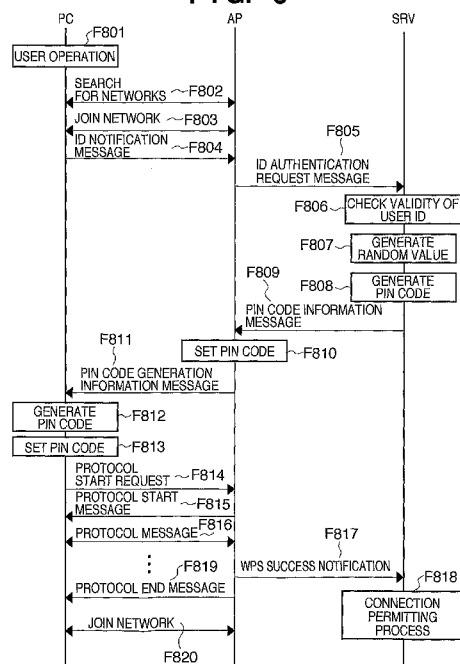 PC AP SRV
F801
USER OPERATION
SEARCH
FOR NETWORKS
F802
JOIN NETWORK
F803
ID NOTIFICATION
MESSAGE
F804
F805
ID AUTHENTICATION
REQUEST MESSAGE
F806
CHECK VALIDITY OF
USER ID
F807
GENERATE
RANDOM VALUE
F808
GENERATE
PIN CODE
F809
PIN CODE INFORMATION
MESSAGE
SET PIN CODE
F810
F811
PIN CODE GENERATION
INFORMATION MESSAGE
GENERATE
PIN CODE
F812
SET PIN CODE
F813
PROTOCOL
START REQUEST
F814
PROTOCOL START
MESSAGE
F815
PROTOCOL MESSAGE
F816
F817
WPS SUCCESS NOTIFICATION
F818
CONNECTION
PERMITTING
PROCESS
F819
PROTOCOL END MESSAGE
JOIN NETWORK
F820